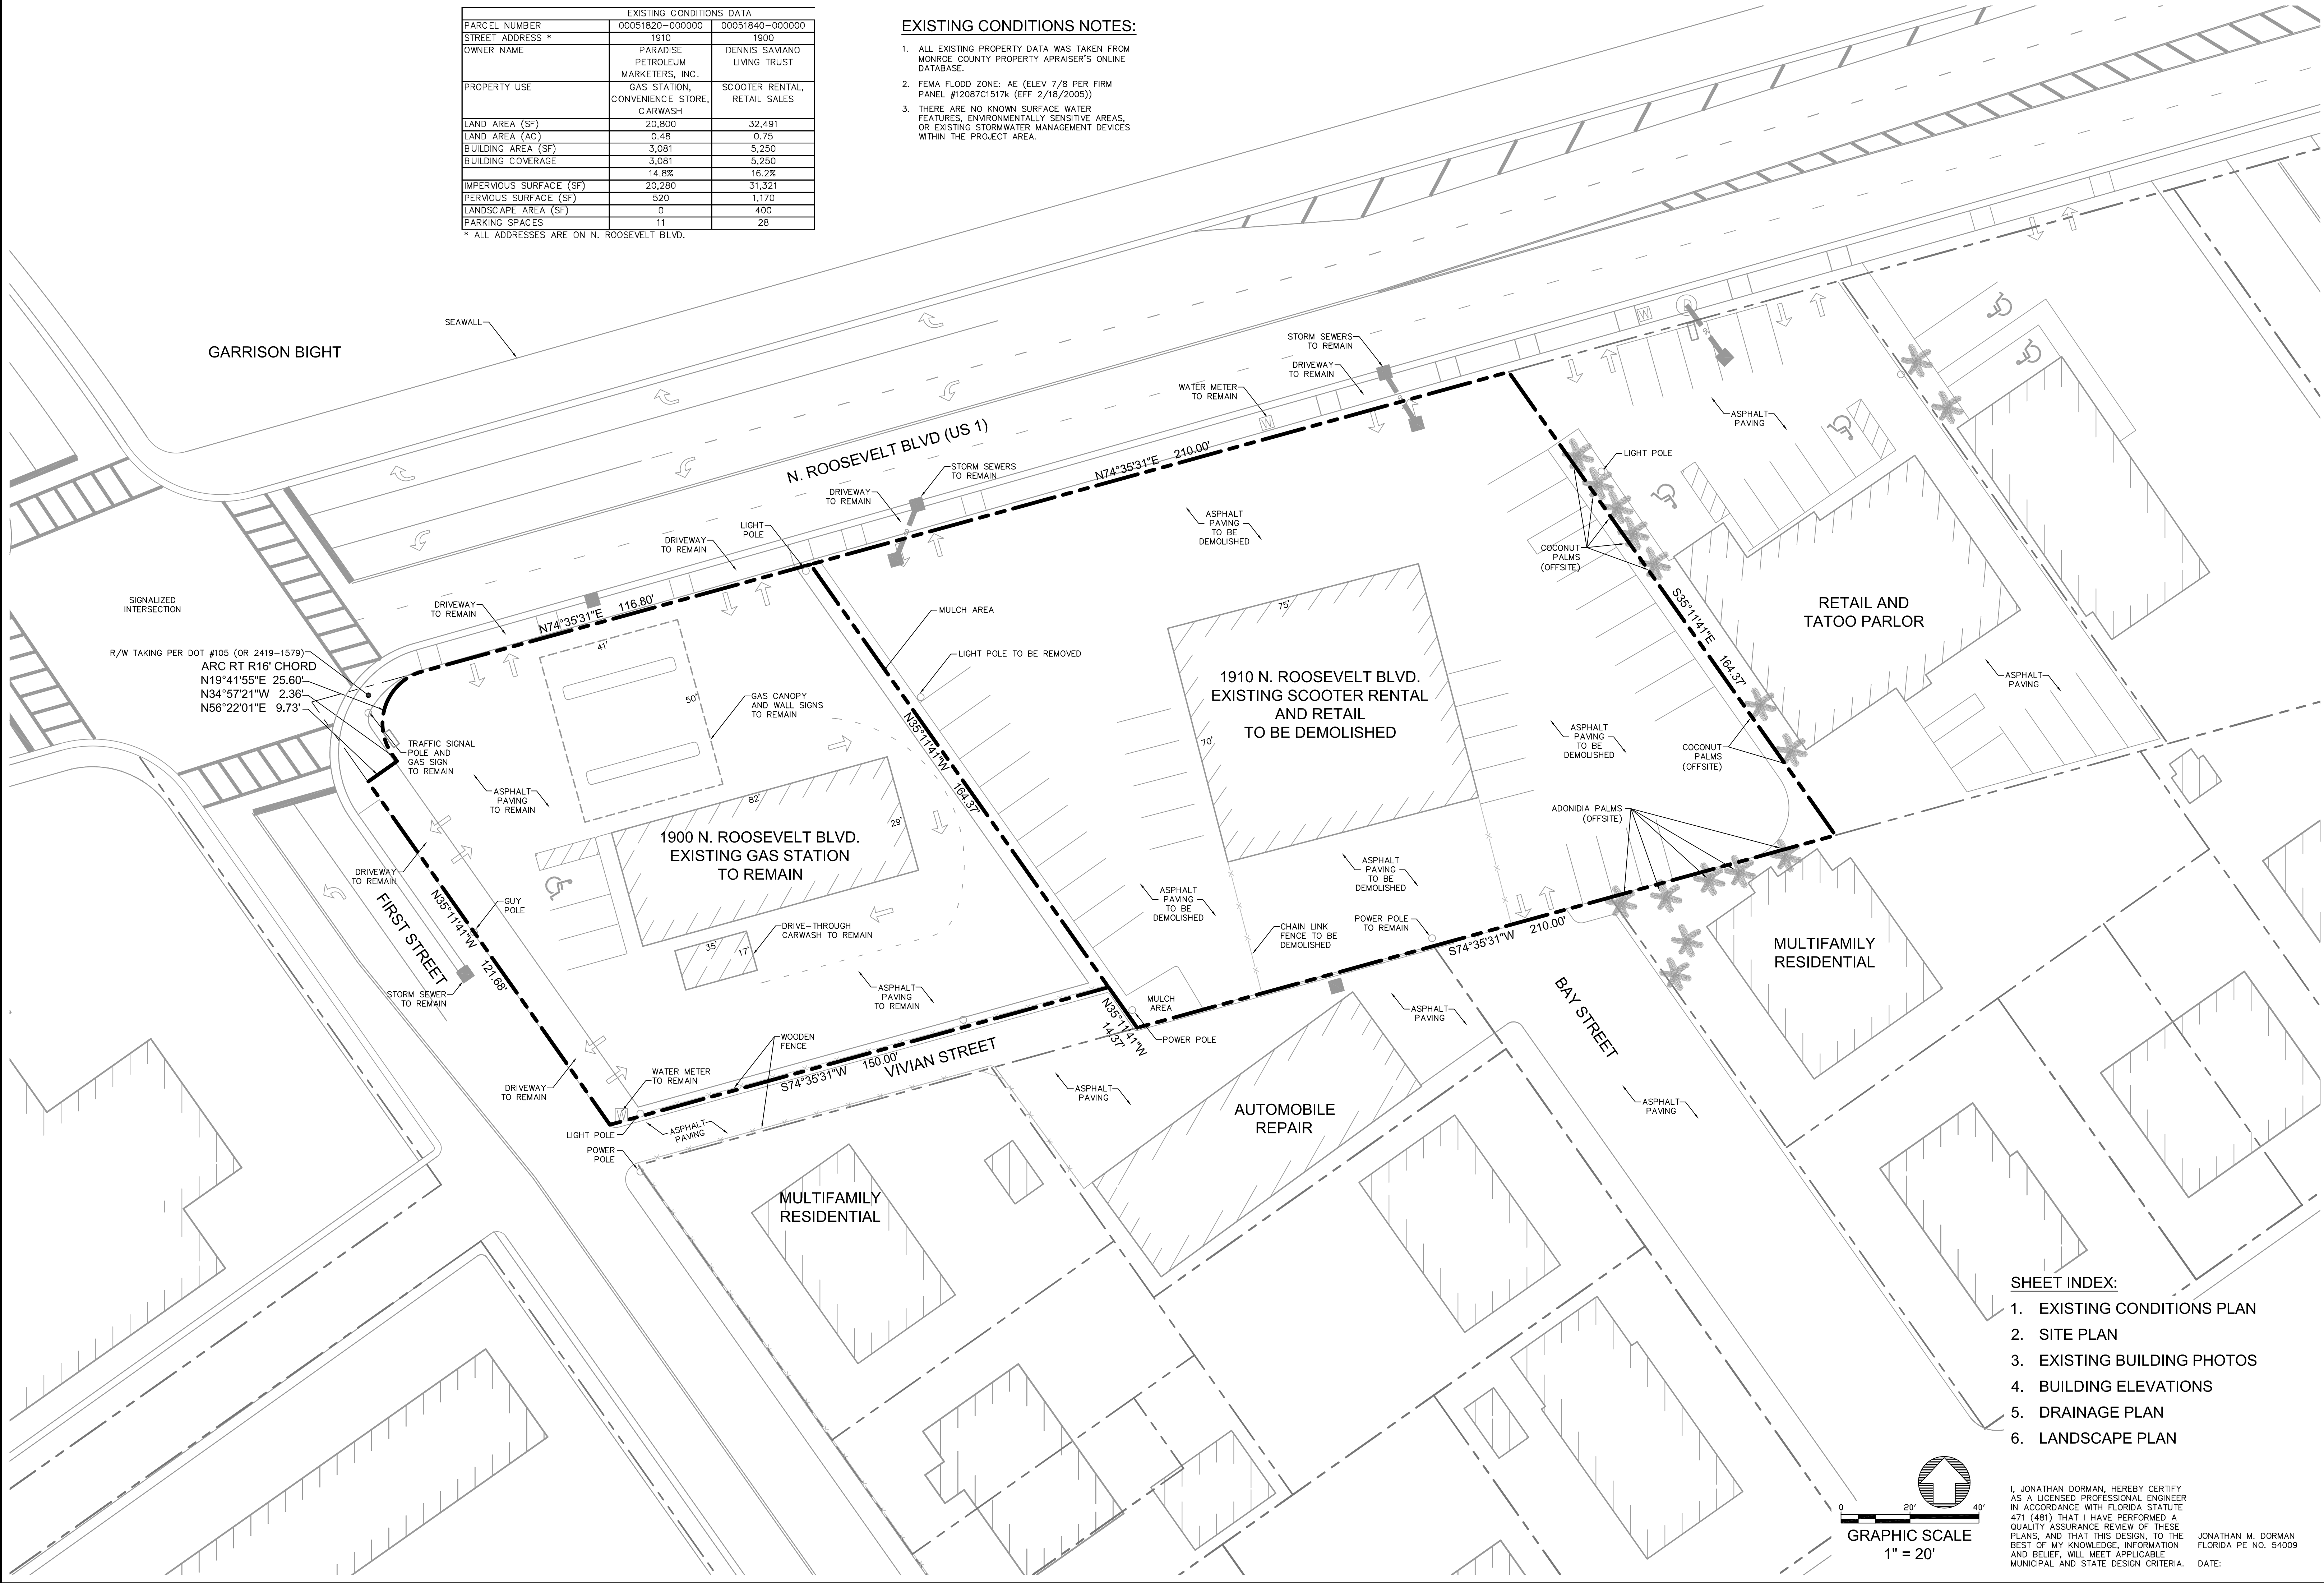 EXISTING CONDITIONS DATA
PARCEL NUMBER 00051820-000000 00051840-000000
STREET ADDRESS * 1910 1900
OWNER NAME PARADISE PETROLEUM MARKETERS, INC. DENNIS SAVIANO LIVING TRUST
PROPERTY USE GAS STATION, CONVENIENCE STORE, CARWASH SCOOTER RENTAL, RETAIL SALES
LAND AREA (SF) 20,800 32,491
LAND AREA (AC) 0.48 0.75
BUILDING AREA (SF) 3,081 5,250
BUILDING COVERAGE 3,081 5,250
14.8% 16.2%
IMPERVIOUS SURFACE (SF) 20,280 31,321
PERVIOUS SURFACE (SF) 520 1,170
LANDSCAPE AREA (SF) 0 400
PARKING SPACES 11 28
* ALL ADDRESSES ARE ON N. ROOSEVELT BLVD.
EXISTING CONDITIONS NOTES:
1. ALL EXISTING PROPERTY DATA WAS TAKEN FROM
MONROE COUNTY PROPERTY APRAISER'S ONLINE
DATABASE.
2. FEMA FLODD ZONE: AE (ELEV 7/8 PER FIRM
PANEL #12087C1517k (EFF 2/18/2005))
3. THERE ARE NO KNOWN SURFACE WATER
FEATURES, ENVIRONMENTALLY SENSITIVE AREAS,
OR EXISTING STORMWATER MANAGEMENT DEVICES
WITHIN THE PROJECT AREA.
SEAWALL
GARRISON BIGHT
N. ROOSEVELT BLVD (US 1)
STORM SEWERS
TO REMAIN
DRIVEWAY
TO REMAIN
WATER METER
TO REMAIN
W
W
D
N74°35'31"E 210.00'
STORM SEWERS
TO REMAIN
DRIVEWAY
TO REMAIN
LIGHT
POLE
DRIVEWAY
TO REMAIN
DRIVEWAY
TO REMAIN
N74°35'31"E 116.80'
SIGNALIZED
INTERSECTION
R/W TAKING PER DOT #105 (OR 2419-1579)
ARC RT R16' CHORD
N19°41'55"E 25.60'
N34°57'21"W 2.36'
N56°22'01"E 9.73'
TRAFFIC SIGNAL
POLE AND
GAS SIGN
TO REMAIN
41'
50'
GAS CANOPY
AND WALL SIGNS
TO REMAIN
ASPHALT
PAVING
TO REMAIN
82'
29'
1900 N. ROOSEVELT BLVD.
EXISTING GAS STATION
TO REMAIN
DRIVEWAY
TO REMAIN
FIRST STREET
N35°11'41"W 121.68'
GUY
POLE
STORM SEWER
TO REMAIN
35'
17'
DRIVE-THROUGH
CARWASH TO REMAIN
ASPHALT
PAVING
TO REMAIN
WOODEN
FENCE
DRIVEWAY
TO REMAIN
WATER METER
TO REMAIN
W
LIGHT POLE
POWER
POLE
ASPHALT
PAVING
S74°35'31"W 150.00'
VIVIAN STREET
MULCH AREA
LIGHT POLE TO BE REMOVED
N35°11'41"W 164.37'
ASPHALT
PAVING
TO BE
DEMOLISHED
75'
70'
1910 N. ROOSEVELT BLVD.
EXISTING SCOOTER RENTAL
AND RETAIL
TO BE DEMOLISHED
ASPHALT
PAVING
TO BE
DEMOLISHED
ASPHALT
PAVING
TO BE
DEMOLISHED
ASPHALT
PAVING
TO BE
DEMOLISHED
CHAIN LINK
FENCE TO BE
DEMOLISHED
POWER POLE
TO REMAIN
S74°35'31"W 210.00'
MULCH
AREA
N35°11'41"W
14.37'
POWER POLE
ASPHALT
PAVING
ASPHALT
PAVING
ASPHALT
PAVING
LIGHT POLE
COCONUT
PALMS
(OFFSITE)
S35°11'41"E 164.37'
RETAIL AND
TATOO PARLOR
ASPHALT
PAVING
COCONUT
PALMS
(OFFSITE)
ADONIDIA PALMS
(OFFSITE)
MULTIFAMILY
RESIDENTIAL
BAY STREET
ASPHALT
PAVING
AUTOMOBILE
REPAIR
MULTIFAMILY
RESIDENTIAL
SHEET INDEX:
1. EXISTING CONDITIONS PLAN
2. SITE PLAN
3. EXISTING BUILDING PHOTOS
4. BUILDING ELEVATIONS
5. DRAINAGE PLAN
6. LANDSCAPE PLAN
0 20' 40'
GRAPHIC SCALE
1" = 20'
I, JONATHAN DORMAN, HEREBY CERTIFY
AS A LICENSED PROFESSIONAL ENGINEER
IN ACCORDANCE WITH FLORIDA STATUTE
471 (481) THAT I HAVE PERFORMED A
QUALITY ASSURANCE REVIEW OF THESE
PLANS, AND THAT THIS DESIGN, TO THE
BEST OF MY KNOWLEDGE, INFORMATION
AND BELIEF, WILL MEET APPLICABLE
MUNICIPAL AND STATE DESIGN CRITERIA.
JONATHAN M. DORMAN
FLORIDA PE NO. 54009
DATE: